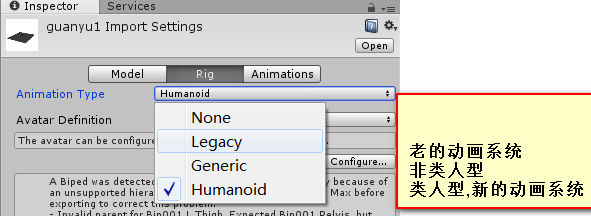 Inspector
Services
guanyu1 Import Settings
Open
Model
Rig
Animations
Animation Type
Humanoid
None
Legacy
Generic
Humanoid
Avatar Definition
The avatar can be configure
Configure...
老的动画系统
非类人型
类人型,新的动画系统
A Biped was detected
y because of
an unsupported hiera
Max before
exporting to correct this problem.
- Invalid parent for Bip001 L Thigh. Expected Bip001 Pelvis, but